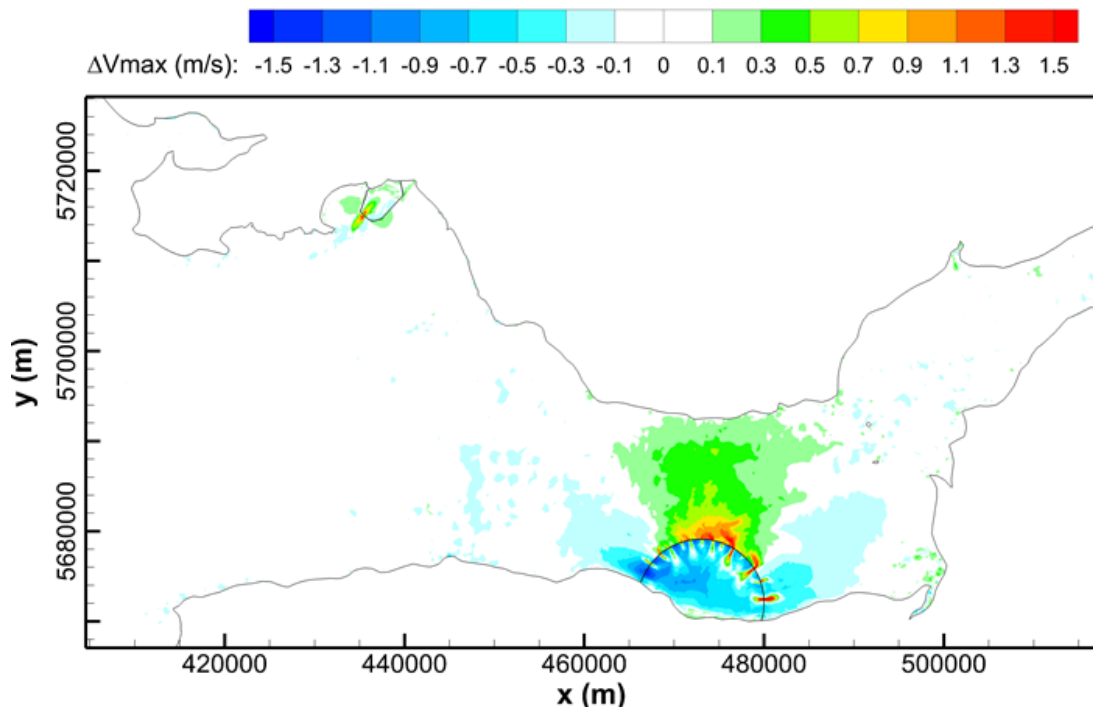 ΔVmax (m/s): -1.5 -1.3 -1.1 -0.9 -0.7 -0.5 -0.3 -0.1 0 0.1 0.3 0.5 0.7 0.9 1.1 1.3 1.5
5720000
5700000
5680000
y (m)
420000 440000 460000 480000 500000
x (m)